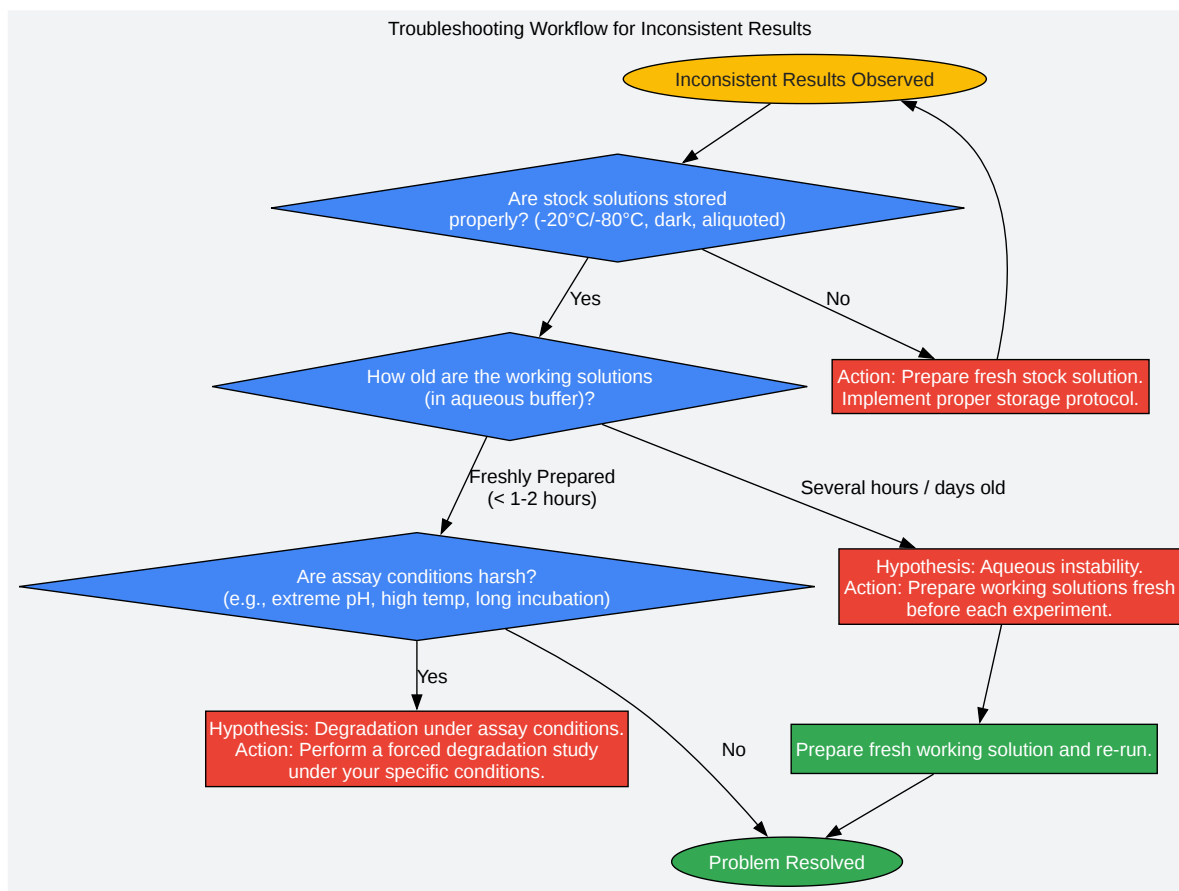 Troubleshooting Workflow for Inconsistent Results
Inconsistent Results Observed
Are stock solutions stored
properly? (-20°C/-80°C, dark, aliquoted)
Yes
No
How old are the working solutions
(in aqueous buffer)?
Action: Prepare fresh stock solution.
Implement proper storage protocol.
Freshly Prepared
(< 1-2 hours)
Several hours / days old
Are assay conditions harsh?
(e.g., extreme pH, high temp, long incubation)
Hypothesis: Aqueous instability.
Action: Prepare working solutions fresh
before each experiment.
Yes
No
Hypothesis: Degradation under assay conditions.
Action: Perform a forced degradation study
under your specific conditions.
Prepare fresh working solution and re-run.
Problem Resolved